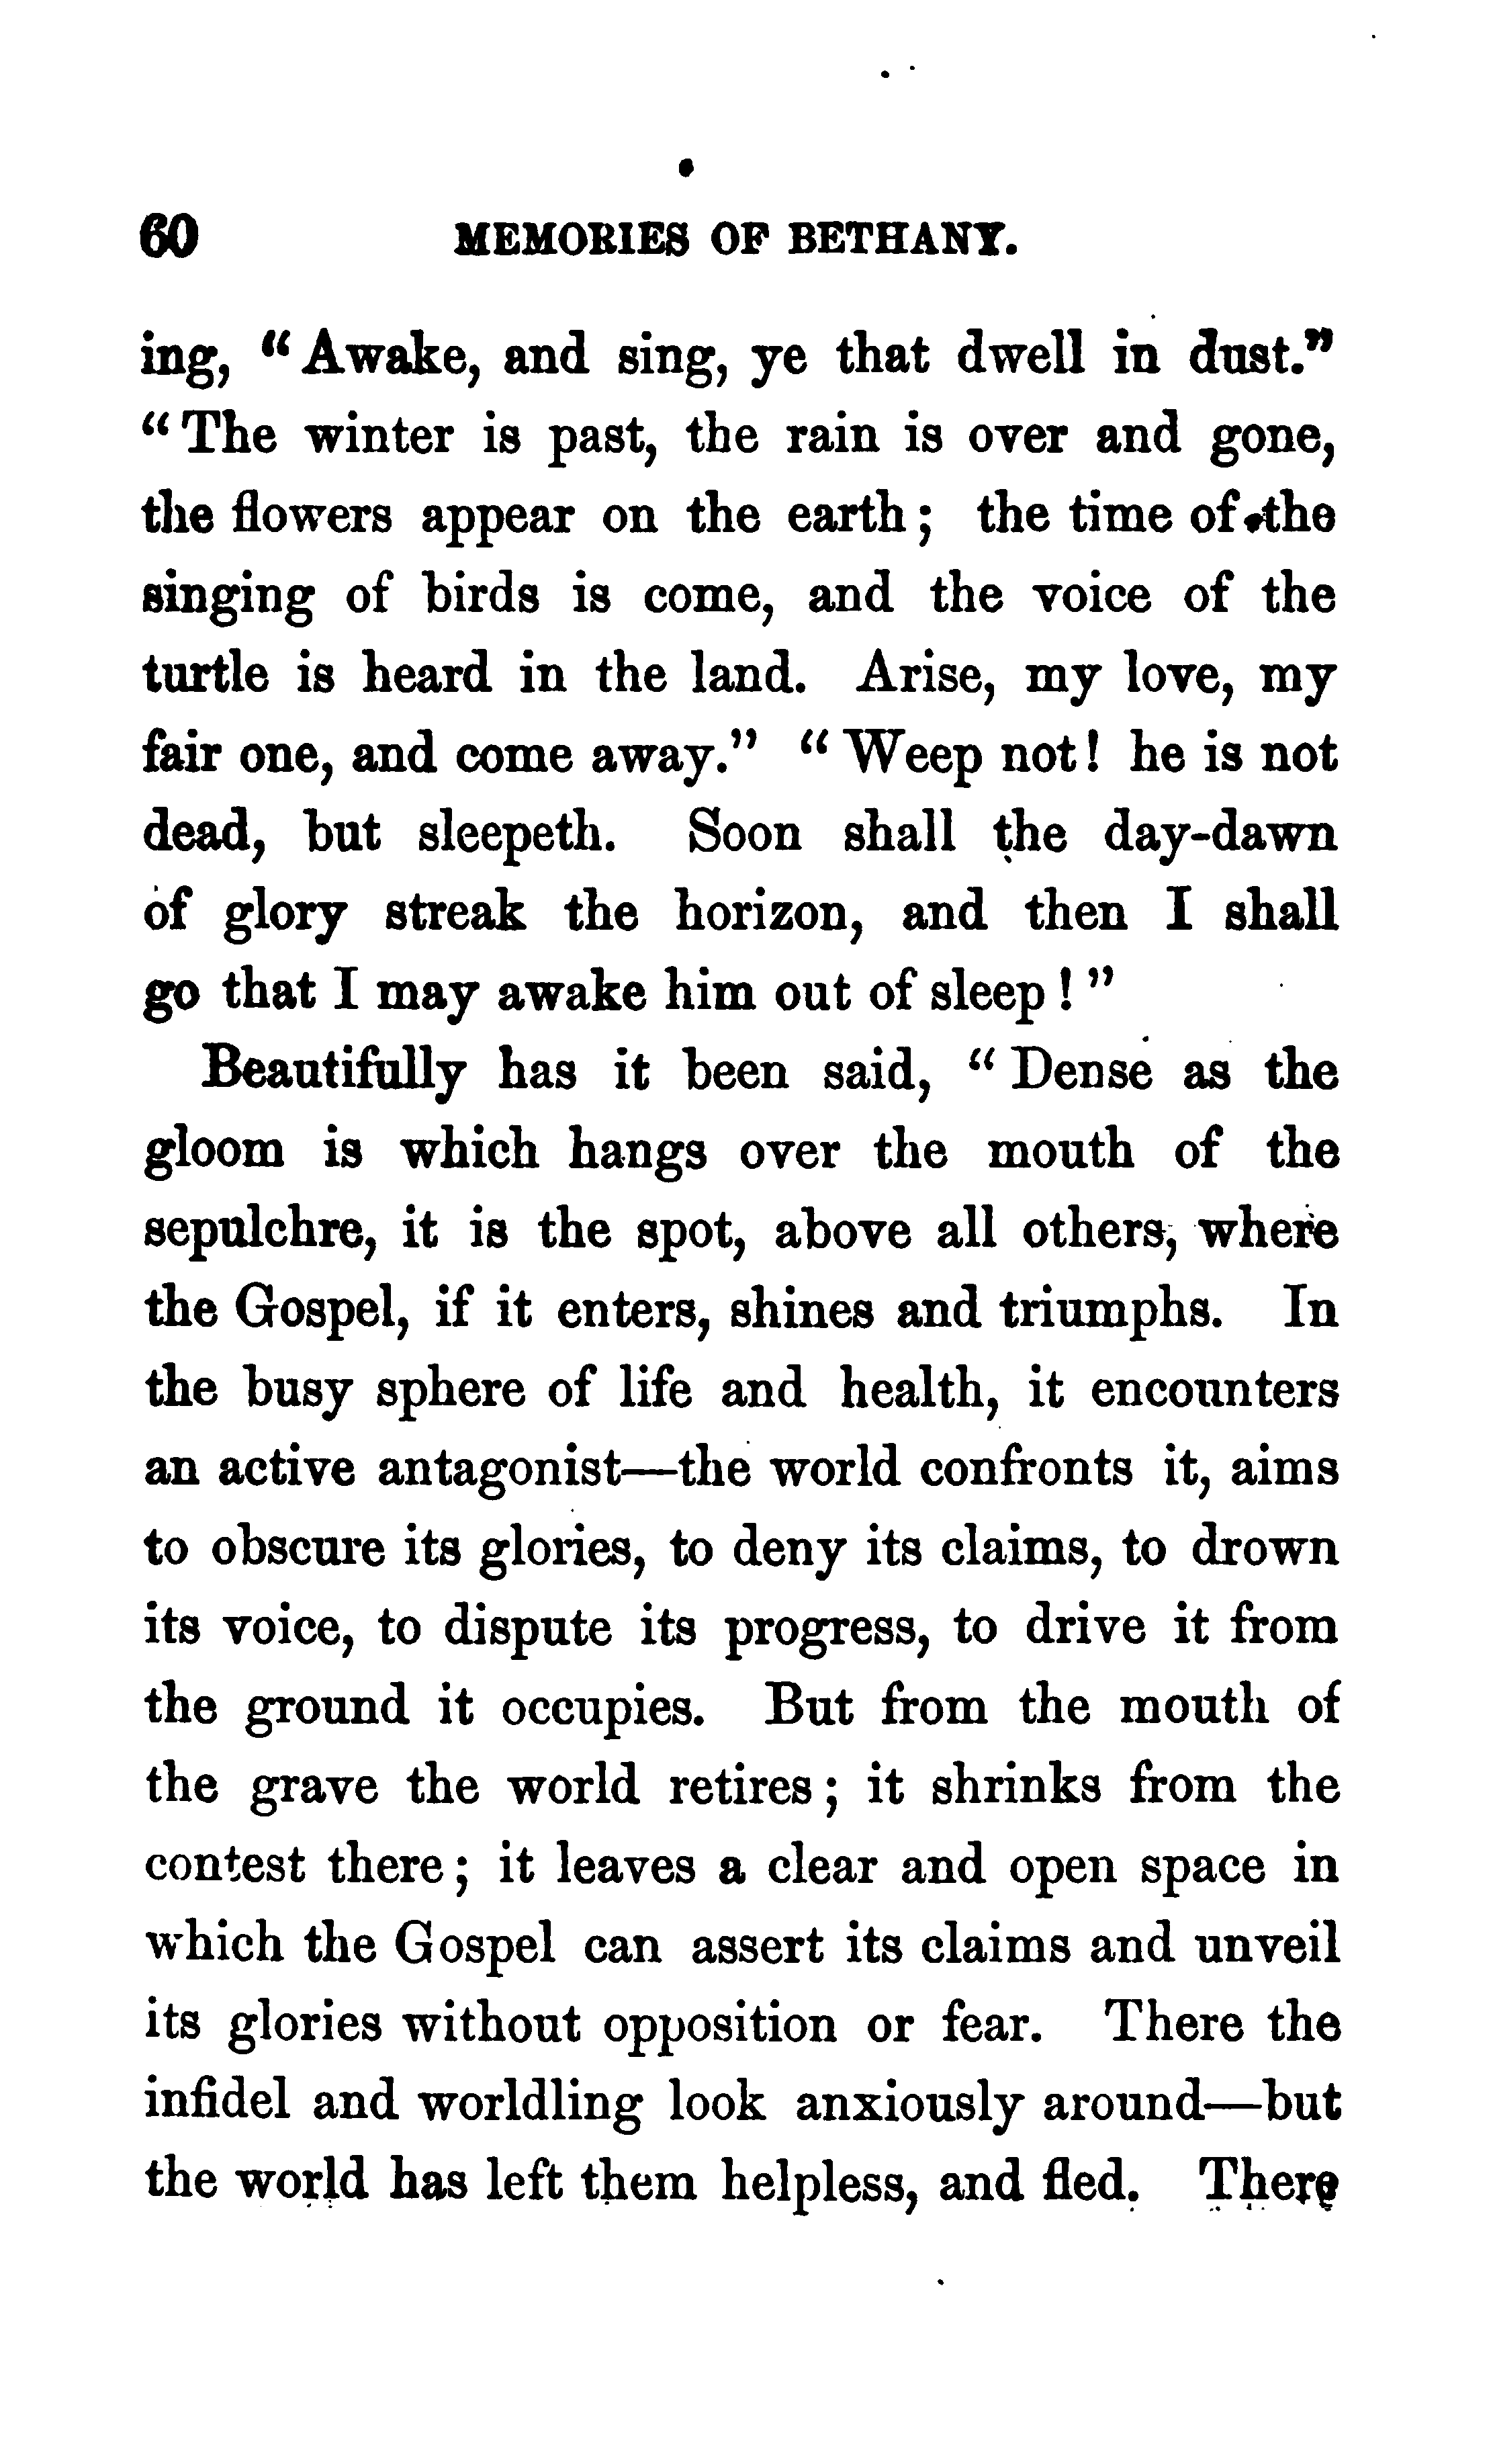 60 MEMORIES OF BETHANY.
ing, "Awake, and sing, ye that dwell in dust."
"The winter is past, the rain is over and gone,
the flowers appear on the earth; the time of the
singing of birds is come, and the voice of the
turtle is heard in the land. Arise, my love, my
fair one, and come away." "Weep not! he is not
dead, but sleepeth. Soon shall the day-dawn
of glory streak the horizon, and then I shall
go that I may awake him out of sleep!"
Beautifully has it been said, "Dense as the
gloom is which hangs over the mouth of the
sepulchre, it is the spot, above all others, where
the Gospel, if it enters, shines and triumphs. In
the busy sphere of life and health, it encounters
an active antagonist—the world confronts it, aims
to obscure its glories, to deny its claims, to drown
its voice, to dispute its progress, to drive it from
the ground it occupies. But from the mouth of
the grave the world retires; it shrinks from the
contest there; it leaves a clear and open space in
which the Gospel can assert its claims and unveil
its glories without opposition or fear. There the
infidel and worldling look anxiously around—but
the world has left them helpless, and fled. There